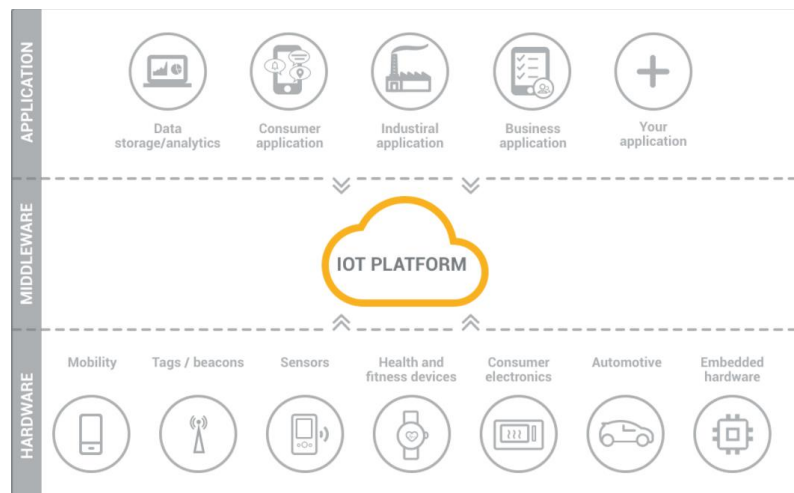 APPLICATION
Data
storage/analytics
Consumer
application
Industiral
application
Business
application
Your
application
MIDDLEWARE
IOT PLATFORM
HARDWARE
Mobility
Tags / beacons
Sensors
Health and
fitness devices
Consumer
electronics
Automotive
Embedded
hardware